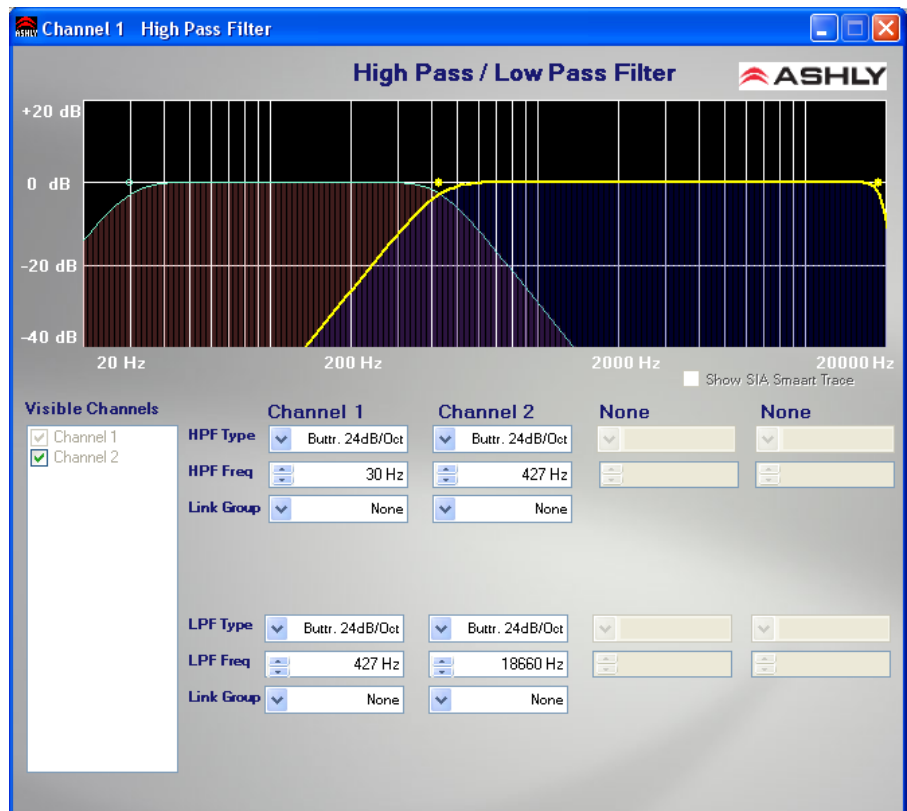 ASHLY Channel 1 High Pass Filter
High Pass / Low Pass Filter
ASHLY
+20 dB
0 dB
-20 dB
-40 dB
20 Hz 200 Hz 2000 Hz 20000 Hz
Show SIA Smaart Trace
Visible Channels
Channel 1
Channel 2
Channel 1 Channel 2 None None
HPF Type Buttr. 24dB/Oct Buttr. 24dB/Oct
HPF Freq 30 Hz 427 Hz
Link Group None None
LPF Type Buttr. 24dB/Oct Buttr. 24dB/Oct
LPF Freq 427 Hz 18660 Hz
Link Group None None